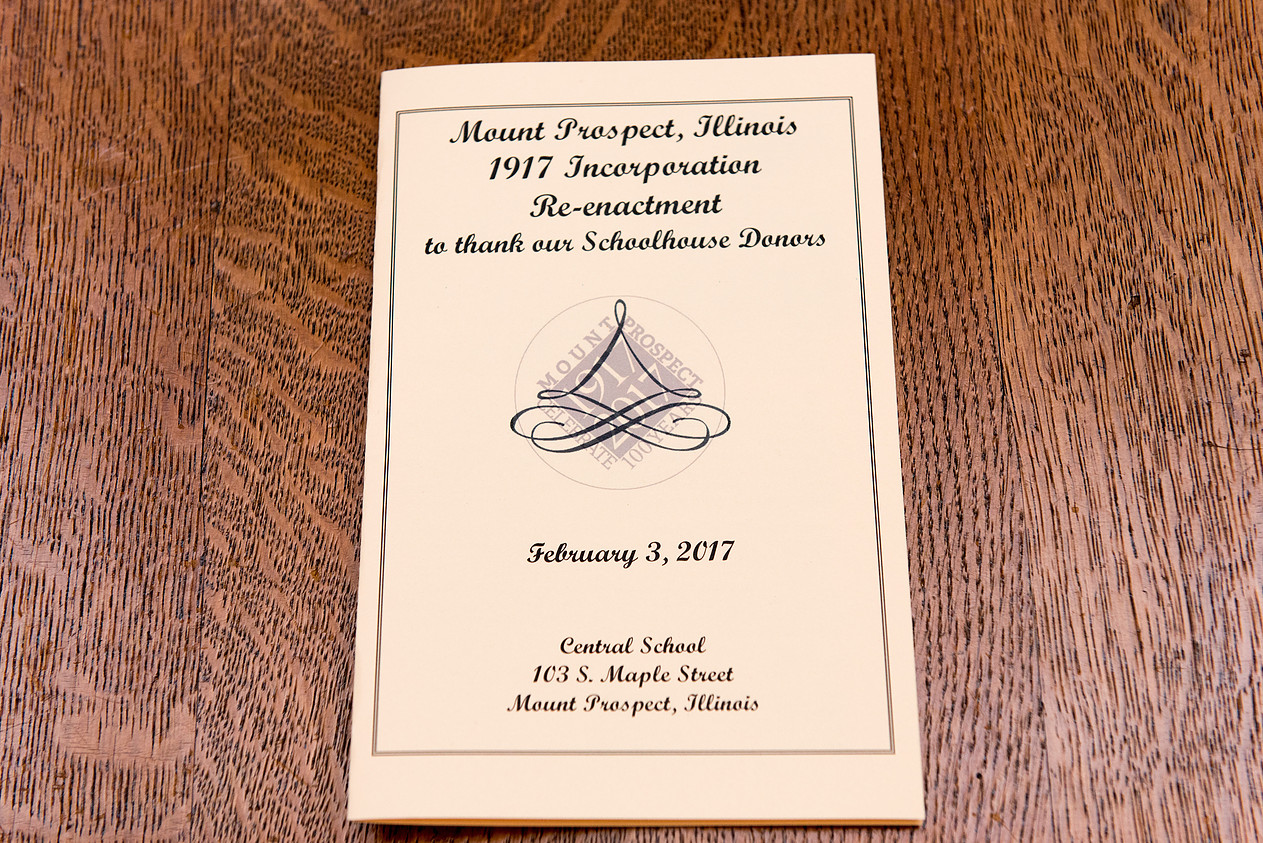 Mount Prospect, Illinois
1917 Incorporation
Re-enactment
to thank our Schoolhouse Donors
MOUNT PROSPECT
CELEBRATE 100 YEARS
February 3, 2017
Central School
103 S. Maple Street
Mount Prospect, Illinois